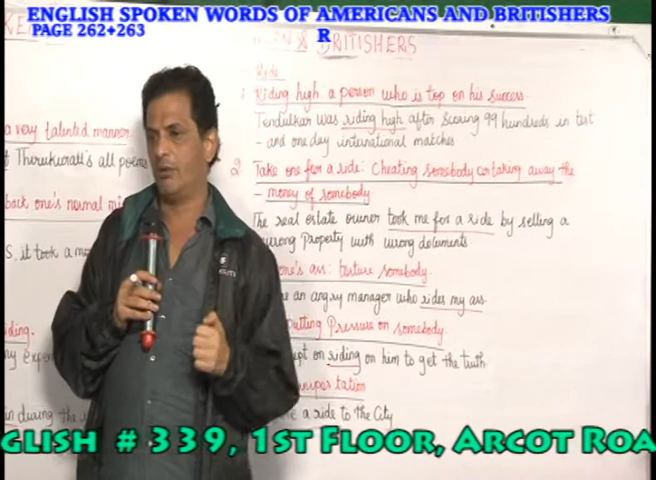 ENGLISH SPOKEN WORDS OF AMERICANS AND BRITISHERS
PAGE 262+263
R
& BRITISHERS
Ride
1. Riding high a person who is top on his success.
Tendulkar was riding high after scoring 99 hundreds in test
- and one day international matches
a very talented manner
Thirukuratt's all poems
2. Take one for a ride: Cheating somebody or taking away the
- money of somebody
back one's normal
The real estate owner took me for a ride by selling a
wrong Property with wrong documents
S. it took a
one's ass: torture somebody.
an angry manager who rides my ass.
riding.
Putting Pressure on somebody.
on riding on him to get the truth
during the
a ride to the City
GLISH # 339, 1ST FLOOR, ARCOT ROA